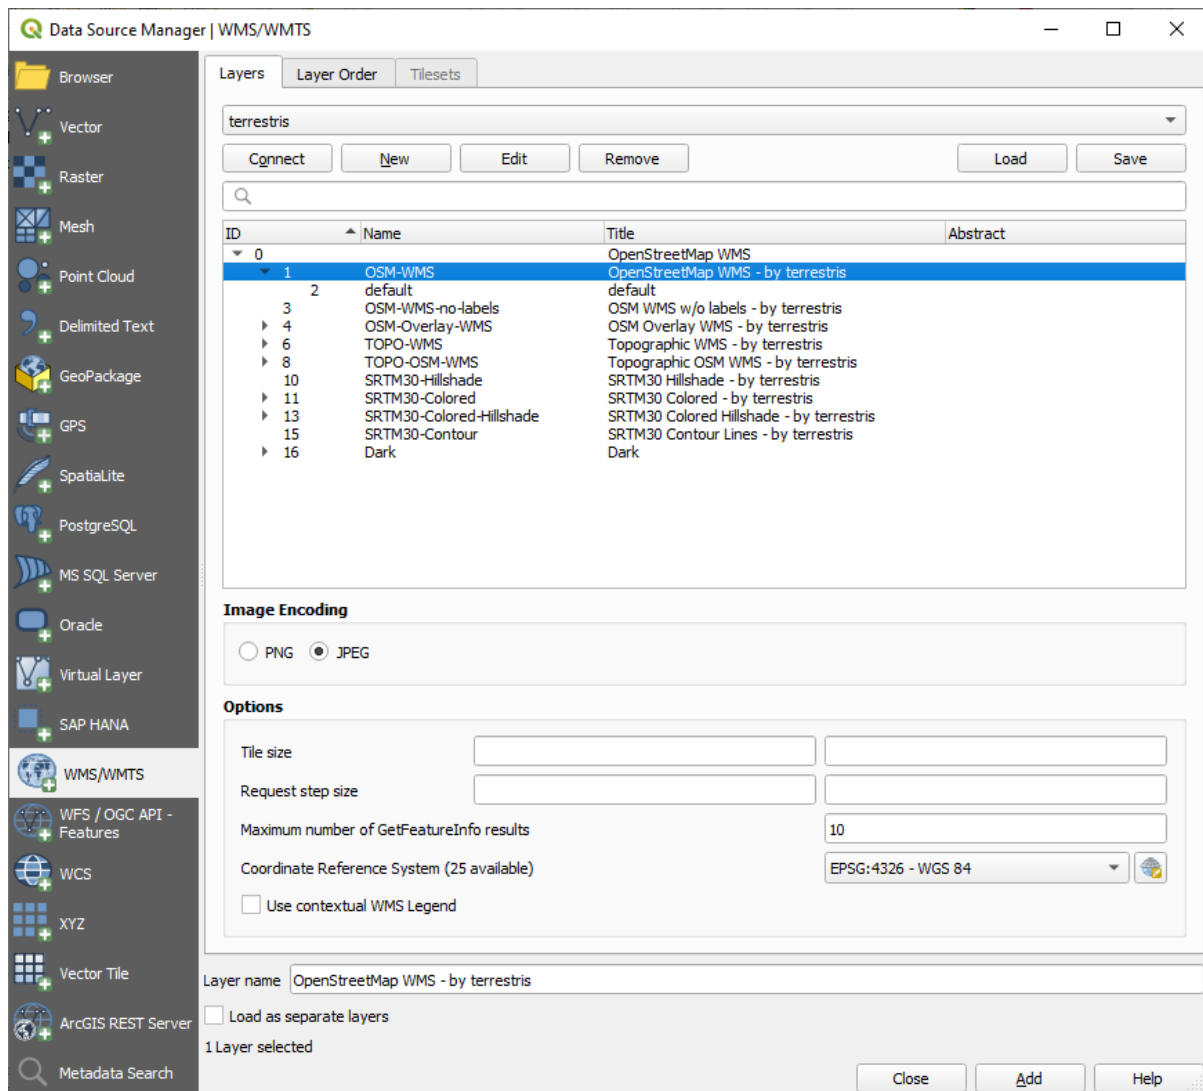 Data Source Manager | WMS/WMTS
Browser
Vector
Raster
Mesh
Point Cloud
Delimited Text
GeoPackage
GPS
SpatiaLite
PostgreSQL
MS SQL Server
Oracle
Virtual Layer
SAP HANA
WMS/WMTS
WFS / OGC API -
Features
WCS
XYZ
Vector Tile
ArcGIS REST Server
Metadata Search
Layers Layer Order Tilesets
terrestris
Connect New Edit Remove Load Save
ID Name Title Abstract
0 OpenStreetMap WMS
1 OSM-WMS OpenStreetMap WMS - by terrestris
2 default default
3 OSM-WMS-no-labels OSM WMS w/o labels - by terrestris
4 OSM-Overlay-WMS OSM Overlay WMS - by terrestris
6 TOPO-WMS Topographic WMS - by terrestris
8 TOPO-OSM-WMS Topographic OSM WMS - by terrestris
10 SRTM30-Hillshade SRTM30 Hillshade - by terrestris
11 SRTM30-Colored SRTM30 Colored - by terrestris
13 SRTM30-Colored-Hillshade SRTM30 Colored Hillshade - by terrestris
15 SRTM30-Contour SRTM30 Contour Lines - by terrestris
16 Dark Dark
Image Encoding
PNG JPEG
Options
Tile size
Request step size
Maximum number of GetFeatureInfo results 10
Coordinate Reference System (25 available) EPSG:4326 - WGS 84
Use contextual WMS Legend
Layer name OpenStreetMap WMS - by terrestris
Load as separate layers
1 Layer selected
Close Add Help